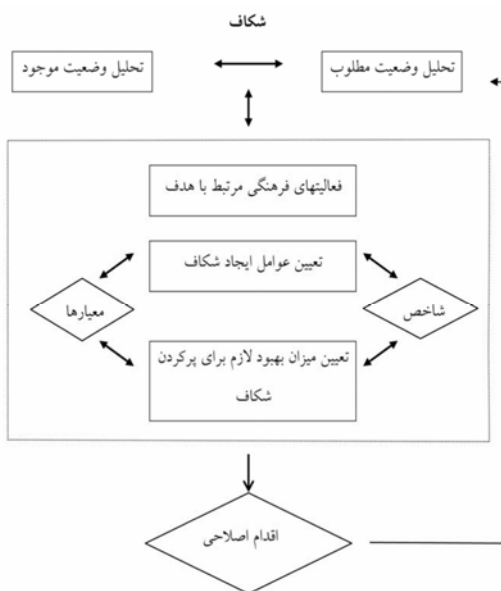 شکاف
تحلیل وضعیت مطلوب
تحلیل وضعیت موجود
فعالیتهای فرهنگی مرتبط با هدف
تعیین عوامل ایجاد شکاف
شاخص
معیارها
تعیین میزان بهبود لازم برای پرکردن
شکاف
اقدام اصلاحی